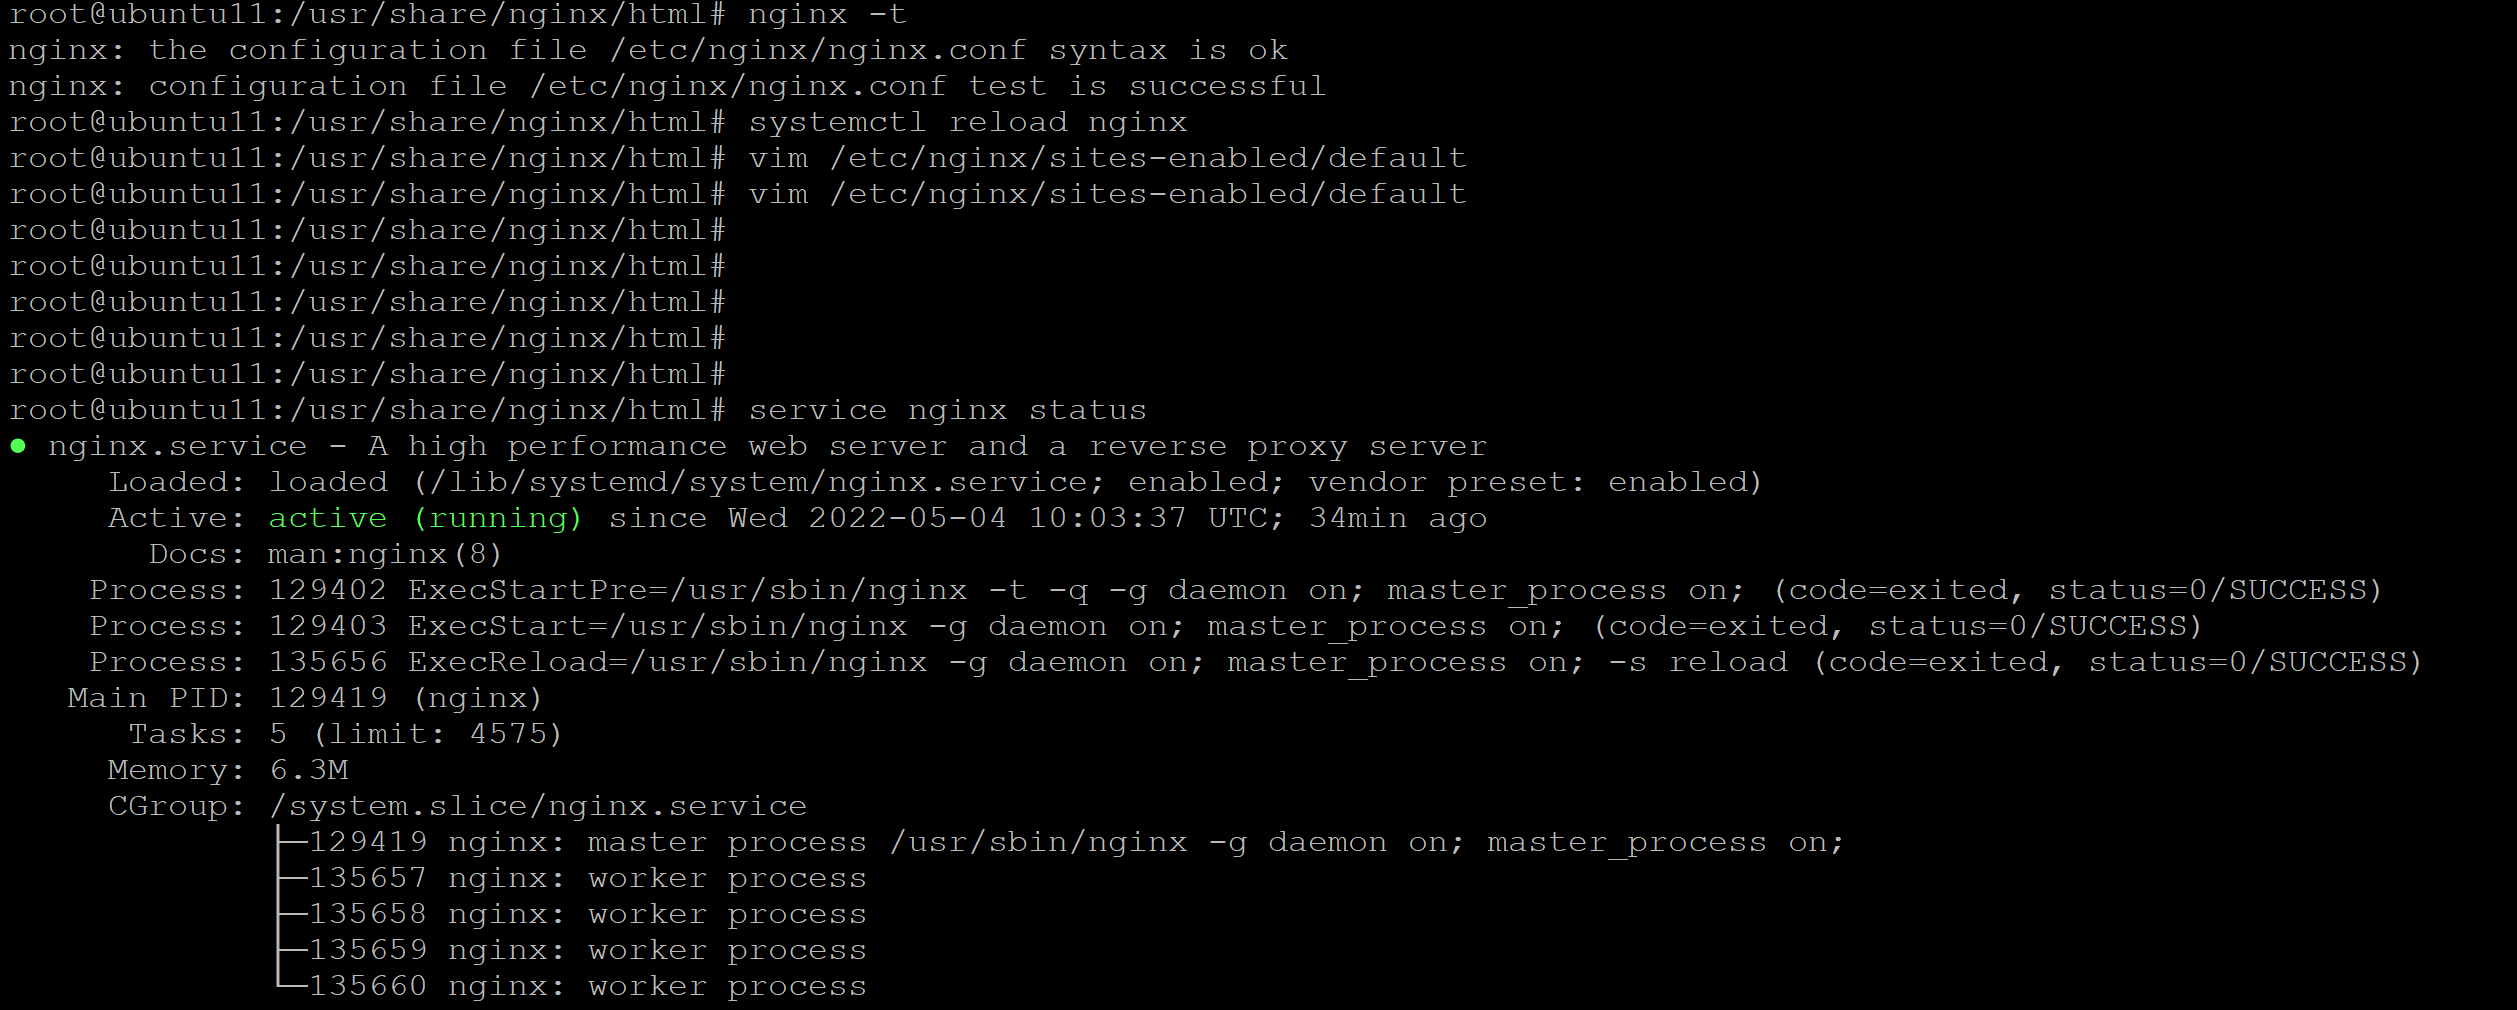 root@ubuntu11:/usr/share/nginx/html# nginx -t
nginx: the configuration file /etc/nginx/nginx.conf syntax is ok
nginx: configuration file /etc/nginx/nginx.conf test is successful
root@ubuntu11:/usr/share/nginx/html# systemctl reload nginx
root@ubuntu11:/usr/share/nginx/html# vim /etc/nginx/sites-enabled/default
root@ubuntu11:/usr/share/nginx/html# vim /etc/nginx/sites-enabled/default
root@ubuntu11:/usr/share/nginx/html#
root@ubuntu11:/usr/share/nginx/html#
root@ubuntu11:/usr/share/nginx/html#
root@ubuntu11:/usr/share/nginx/html#
root@ubuntu11:/usr/share/nginx/html#
root@ubuntu11:/usr/share/nginx/html# service nginx status
● nginx.service - A high performance web server and a reverse proxy server
     Loaded: loaded (/lib/systemd/system/nginx.service; enabled; vendor preset: enabled)
     Active: active (running) since Wed 2022-05-04 10:03:37 UTC; 34min ago
       Docs: man:nginx(8)
    Process: 129402 ExecStartPre=/usr/sbin/nginx -t -q -g daemon on; master_process on; (code=exited, status=0/SUCCESS)
    Process: 129403 ExecStart=/usr/sbin/nginx -g daemon on; master_process on; (code=exited, status=0/SUCCESS)
    Process: 135656 ExecReload=/usr/sbin/nginx -g daemon on; master_process on; -s reload (code=exited, status=0/SUCCESS)
   Main PID: 129419 (nginx)
      Tasks: 5 (limit: 4575)
     Memory: 6.3M
     CGroup: /system.slice/nginx.service
             ├─129419 nginx: master process /usr/sbin/nginx -g daemon on; master_process on;
             ├─135657 nginx: worker process
             ├─135658 nginx: worker process
             ├─135659 nginx: worker process
             └─135660 nginx: worker process